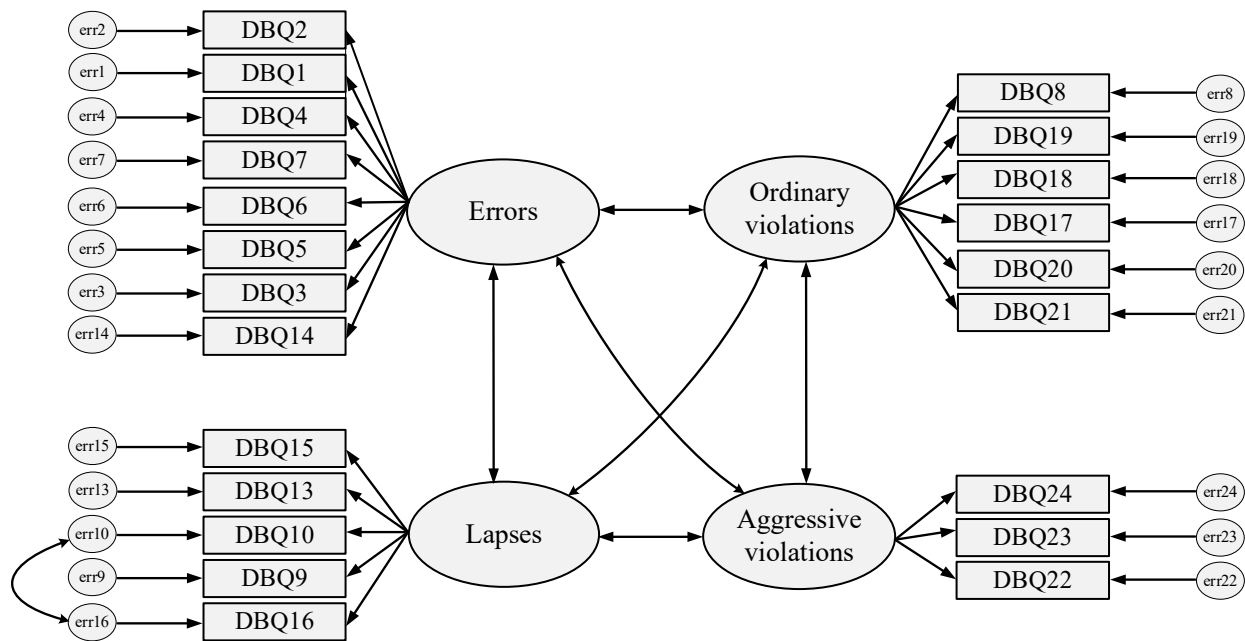 err2
DBQ2
err1
DBQ1
err4
DBQ4
err7
DBQ7
err6
DBQ6
err5
DBQ5
err3
DBQ3
err14
DBQ14
Errors
Ordinary
violations
DBQ8
err8
DBQ19
err19
DBQ18
err18
DBQ17
err17
DBQ20
err20
DBQ21
err21
err15
DBQ15
err13
DBQ13
err10
DBQ10
err9
DBQ9
err16
DBQ16
Lapses
Aggressive
violations
DBQ24
err24
DBQ23
err23
DBQ22
err22